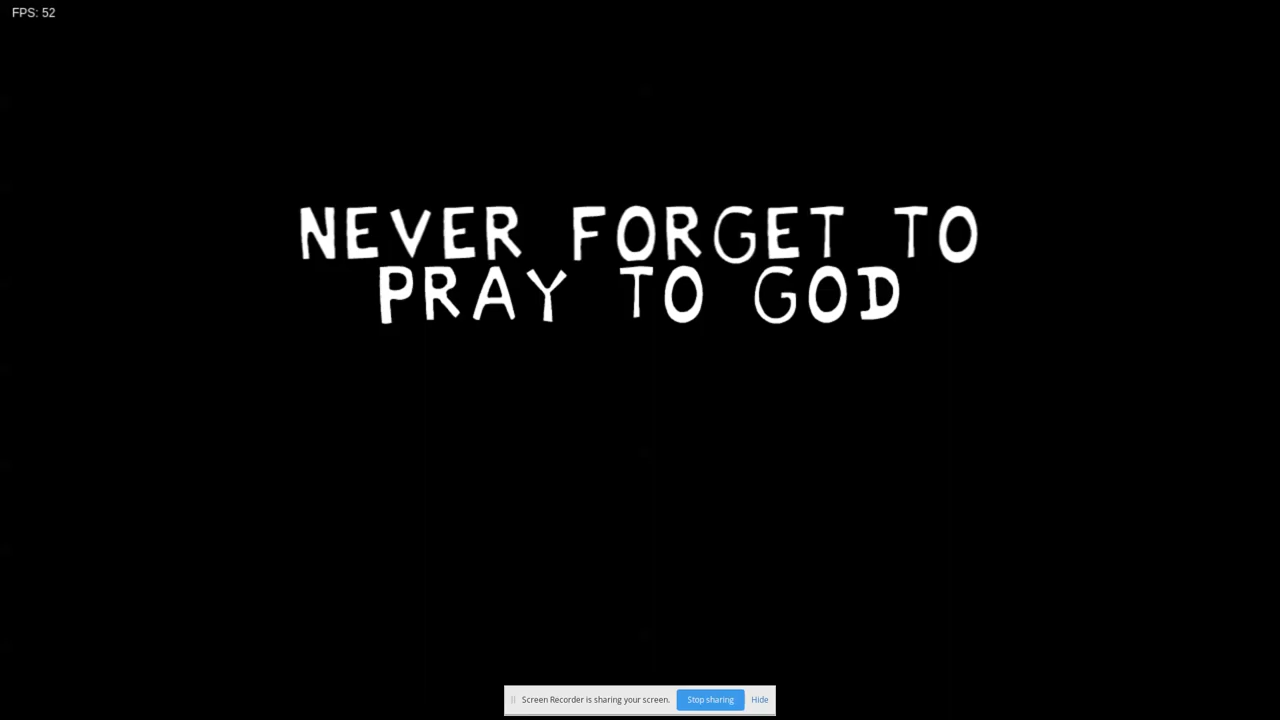 FPS: 52
NEVER FORGET TO
PRAY TO GOD
Screen Recorder is sharing your screen. Stop sharing Hide